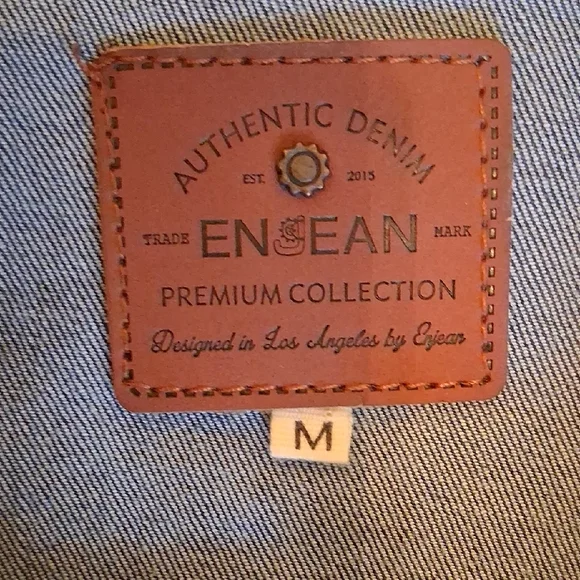 AUTHENTIC DENIM
EST. 2015
TRADE ENJEAN MARK
PREMIUM COLLECTION
Designed in Los Angeles by Enjean
M